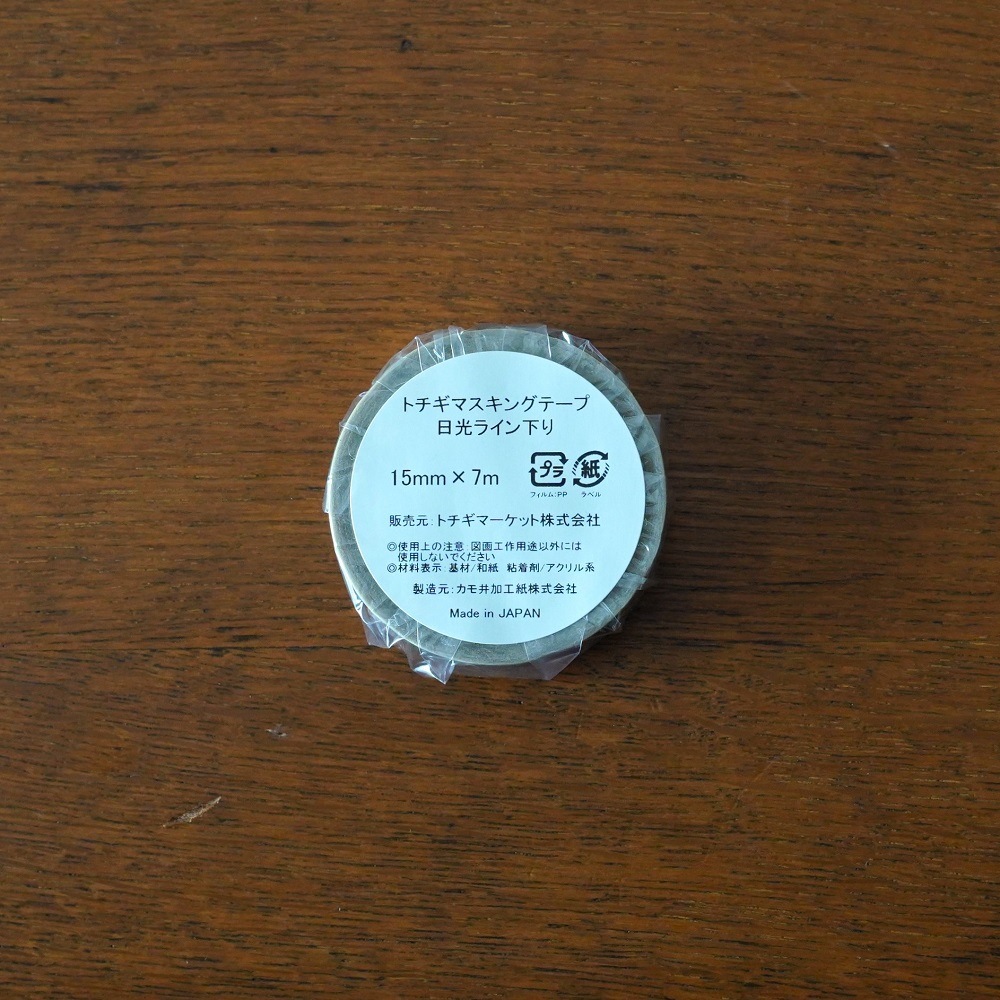 トチギマスキングテープ
日光ライン下り
15mm×7m
プラ 紙
フィルム:PP ラベル
販売元:トチギマーケット株式会社
◎使用上の注意:図画工作用途以外には
使用しないでください
◎材料表示:基材/和紙 粘着剤/アクリル系
製造元:カモ井加工紙株式会社
Made in JAPAN